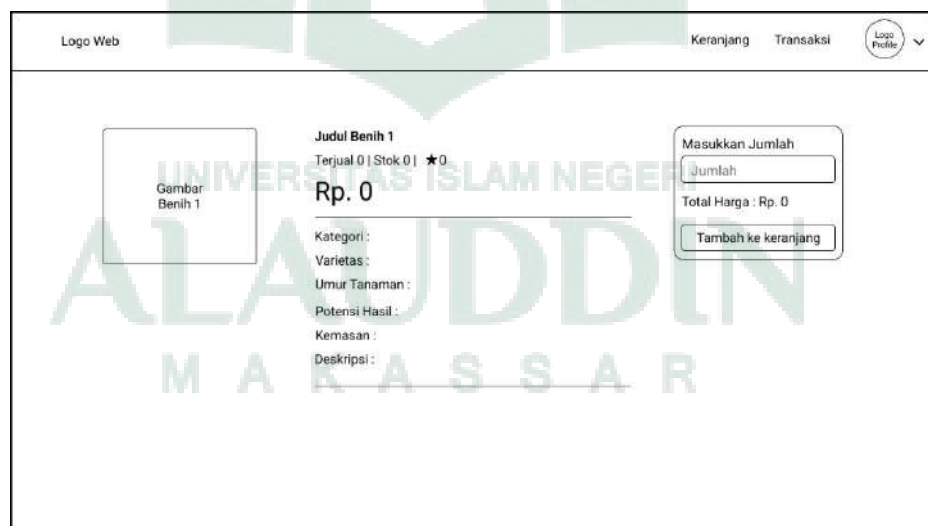 Logo Web
Keranjang Transaksi
Logo
Profile
Gambar
Benih 1
Judul Benih 1
Terjual 0 | Stok 0 | ★0
Rp. 0
Kategori :
Varietas :
Umur Tanaman :
Potensi Hasil :
Kemasan :
Deskripsi :
Masukkan Jumlah
Jumlah
Total Harga : Rp. 0
Tambah ke keranjang
UNIVERSITAS ISLAM NEGERI
ALAUDDIN
MAKASSAR